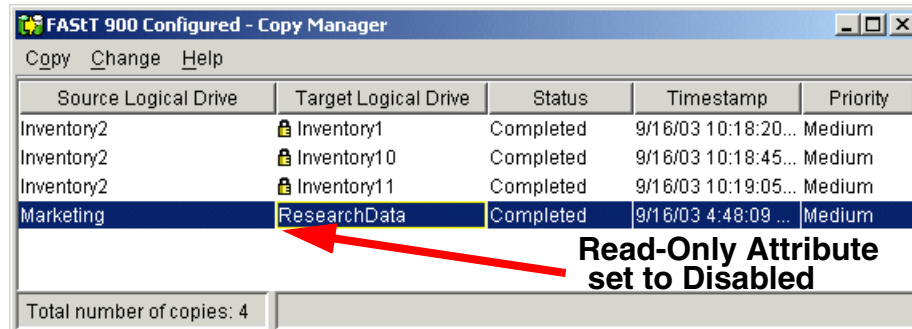 FAStT 900 Configured - Copy Manager
Copy Change Help
Source Logical Drive Target Logical Drive Status Timestamp Priority
Inventory2 Inventory1 Completed 9/16/03 10:18:20... Medium
Inventory2 Inventory10 Completed 9/16/03 10:18:45... Medium
Inventory2 Inventory11 Completed 9/16/03 10:19:05... Medium
Marketing ResearchData Completed 9/16/03 4:48:09 ... Medium
Read-Only Attribute
set to Disabled
Total number of copies: 4